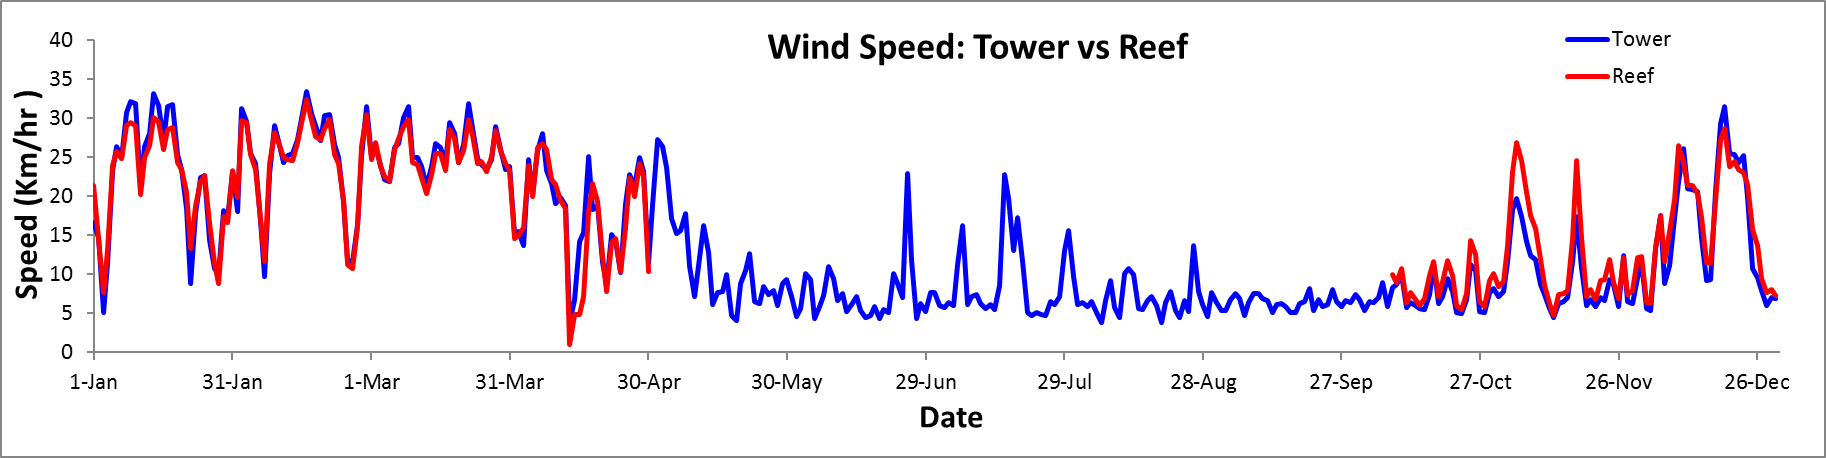 Wind Speed: Tower vs Reef
Tower
Reef
Speed (Km/hr )
40
35
30
25
20
15
10
5
0
1-Jan 31-Jan 1-Mar 31-Mar 30-Apr 30-May 29-Jun 29-Jul 28-Aug 27-Sep 27-Oct 26-Nov 26-Dec
Date